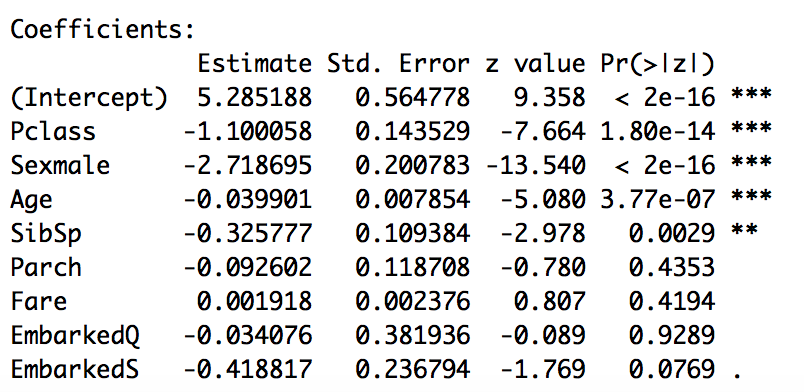 Coefficients:
Estimate Std. Error z value Pr(>|z|)
(Intercept) 5.285188 0.564778 9.358 < 2e-16 ***
Pclass -1.100058 0.143529 -7.664 1.80e-14 ***
Sexmale -2.718695 0.200783 -13.540 < 2e-16 ***
Age -0.039901 0.007854 -5.080 3.77e-07 ***
SibSp -0.325777 0.109384 -2.978 0.0029 **
Parch -0.092602 0.118708 -0.780 0.4353
Fare 0.001918 0.002376 0.807 0.4194
EmbarkedQ -0.034076 0.381936 -0.089 0.9289
EmbarkedS -0.418817 0.236794 -1.769 0.0769 .